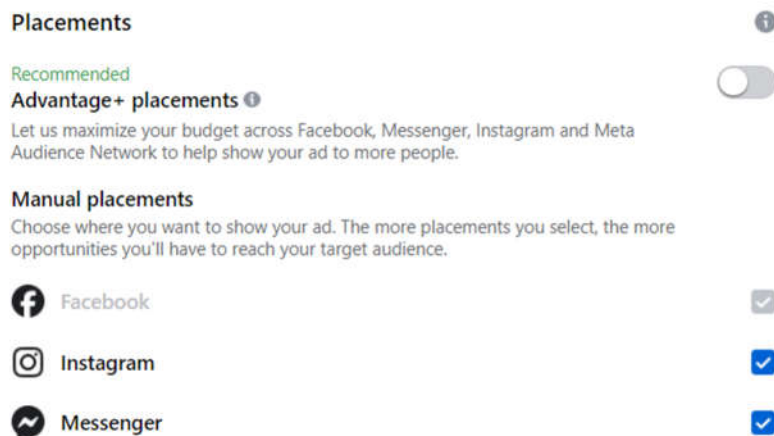 Placements
Recommended
Advantage+ placements
Let us maximize your budget across Facebook, Messenger, Instagram and Meta
Audience Network to help show your ad to more people.
Manual placements
Choose where you want to show your ad. The more placements you select, the more
opportunities you'll have to reach your target audience.
Facebook
Instagram
Messenger